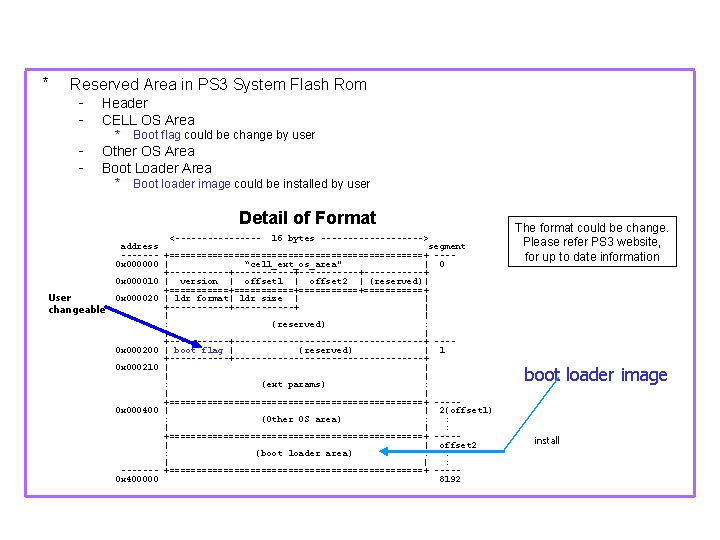 * Reserved Area in PS3 System Flash Rom
- Header
- CELL OS Area
* Boot flag could be change by user
- Other OS Area
- Boot Loader Area
* Boot loader image could be installed by user
Detail of Format
The format could be change.
Please refer PS3 website,
for up to date information
<---------------- 16 bytes ------------------->
address segment
------- +===============================================+ ----
0x000000 | "cell_ext_os_area" | 0
+-----------+-----------+-----------+-----------+
0x000010 | version | offset1 | offset2 | (reserved)|
+===========+===========+===========+===========+
User changeable
0x000020 | ldr format| ldr size |
+-----------+-----------+
: (reserved) :
+-----------+-----------------------------------+ ----
0x000200 | boot flag | (reserved) | 1
+-----------+-----------------------------------+
0x000210 | |
: (ext params) :
boot loader image
+===============================================+ -----
0x000400 | | 2(offset1)
: (Other OS area) : :
+===============================================+ -----
| | offset2
install
: (boot loader area) : :
------- +===============================================+ -----
0x400000 8192